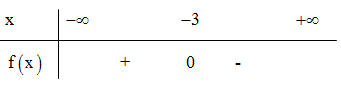 x −∞ −3 +∞
f(x) + 0 -